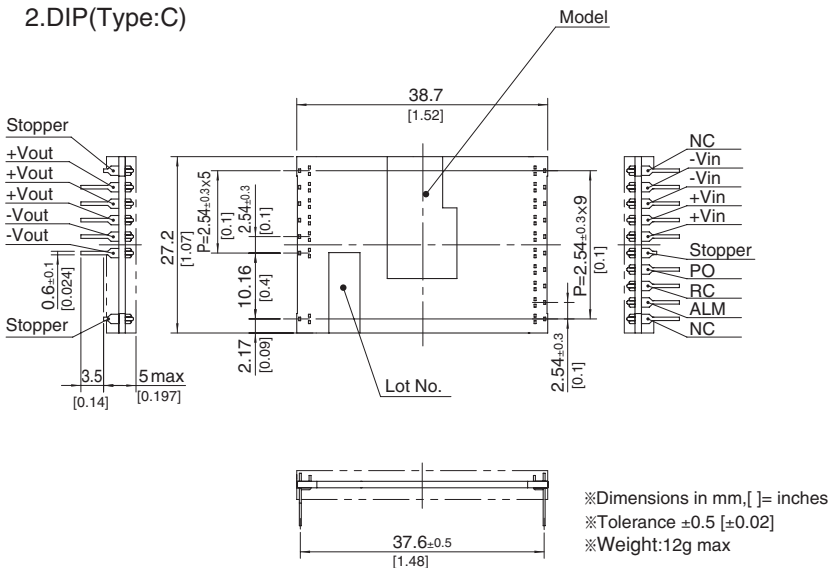 2.DIP(Type:C)
Model
38.7
[1.52]
Stopper
+Vout
+Vout
+Vout
-Vout
-Vout
0.6±0.1
[0.024]
Stopper
3.5
[0.14]
5max
[0.197]
27.2
[1.07]
P=2.54±0.3x5
[0.1]
2.54±0.3
[0.1]
10.16
[0.4]
2.17
[0.09]
Lot No.
P=2.54±0.3x9
[0.1]
2.54±0.3
[0.1]
NC
-Vin
-Vin
+Vin
+Vin
Stopper
PO
RC
ALM
NC
37.6±0.5
[1.48]
※Dimensions in mm,[ ]= inches
※Tolerance ±0.5 [±0.02]
※Weight:12g max